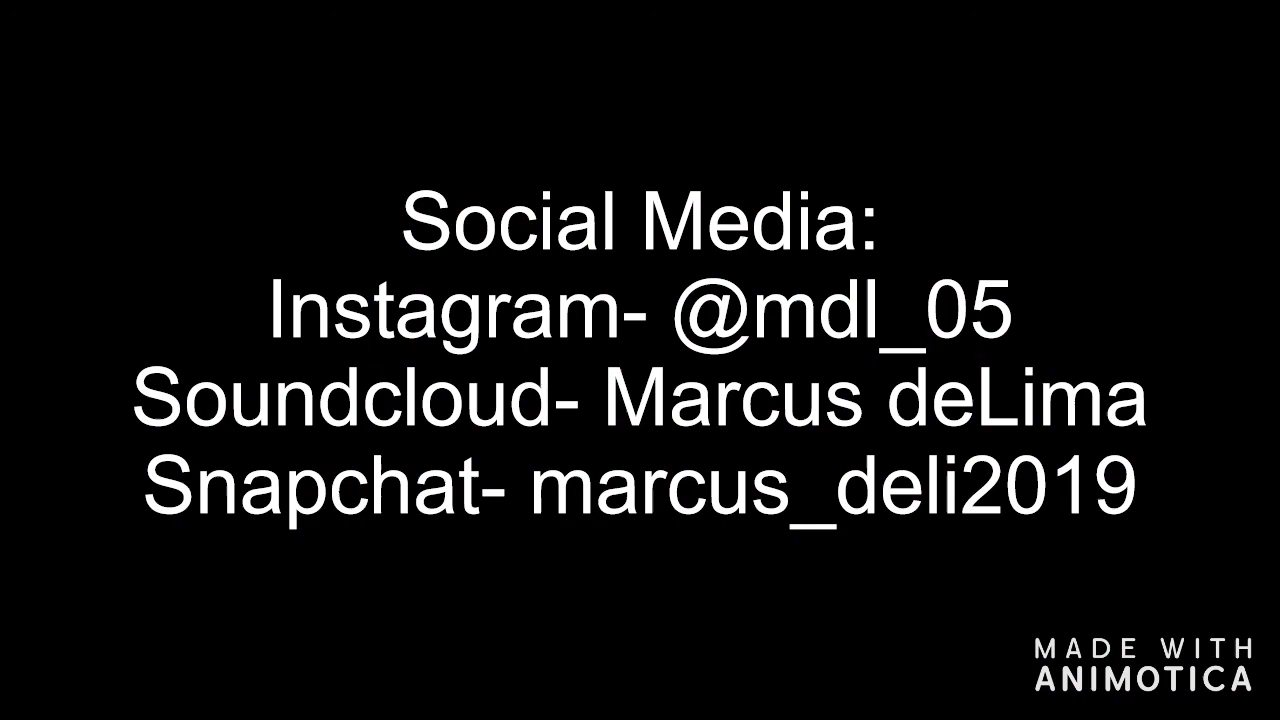 Social Media:
Instagram- @mdl_05
Soundcloud- Marcus deLima
Snapchat- marcus_deli2019
MADE WITH
ANIMOTICA